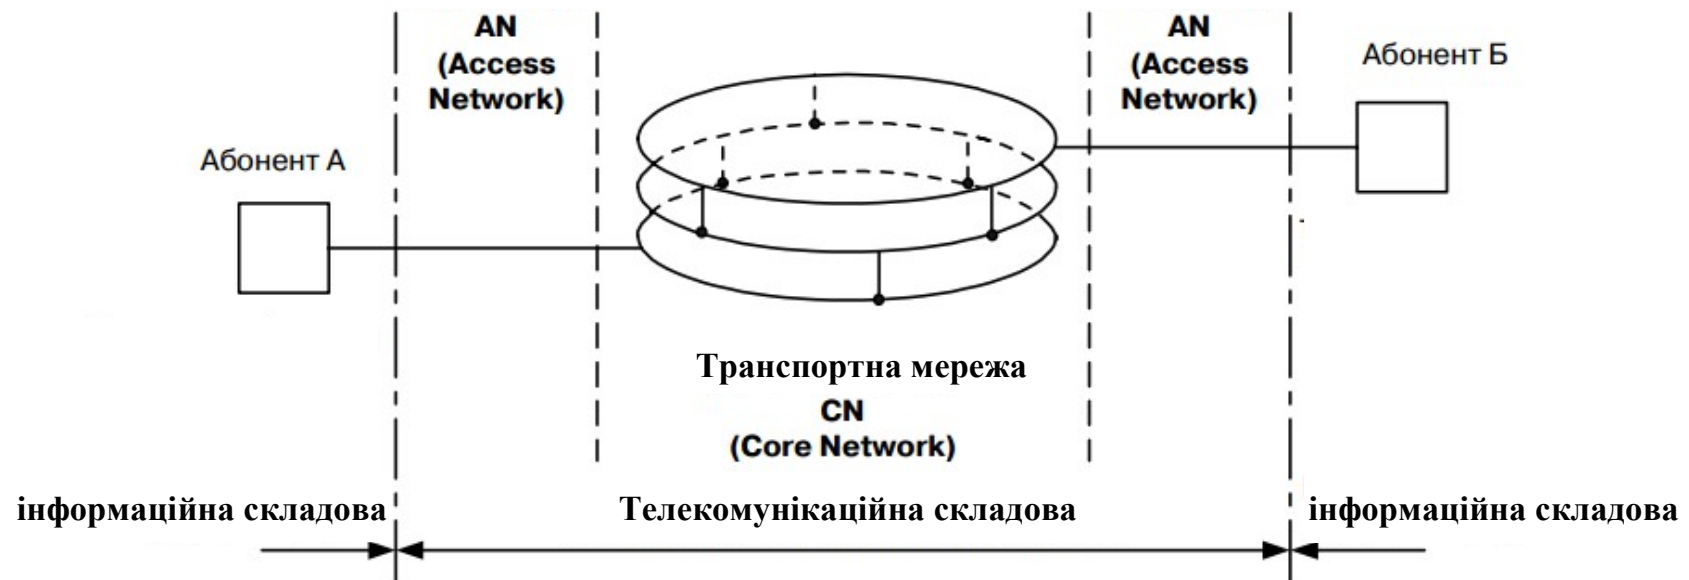 AN
(Access
Network)
AN
(Access
Network)
Абонент Б
Абонент А
Транспортна мережа
CN
(Core Network)
інформаційна складова
Телекомунікаційна складова
інформаційна складова